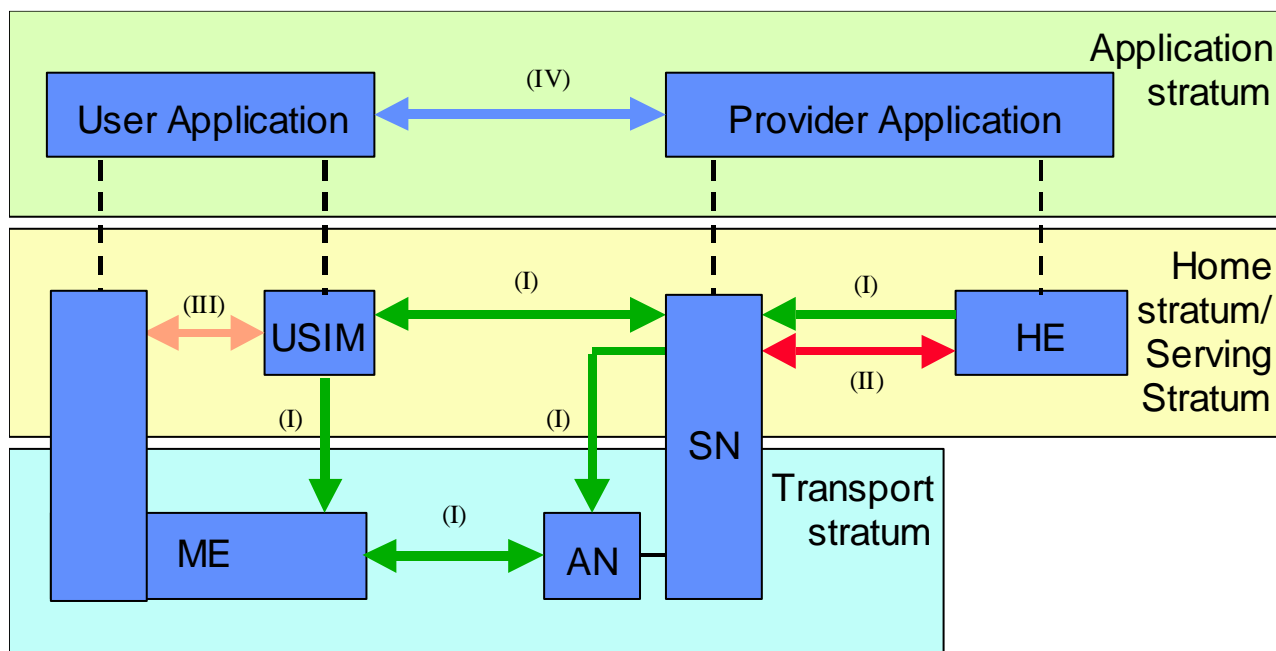 Application
stratum
(IV)
User Application
Provider Application
Home
stratum/
Serving
Stratum
(I)
(I)
(III)
USIM
HE
(II)
(I)
(I)
SN
Transport
stratum
(I)
ME
AN